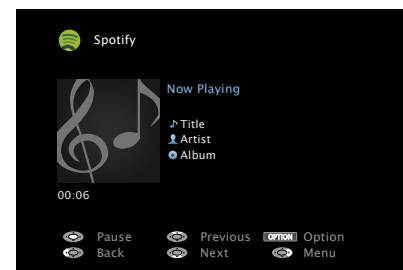 Spotify
Now Playing
Title
Artist
Album
00:06
Pause Previous OPTION Option
Back Next Menu